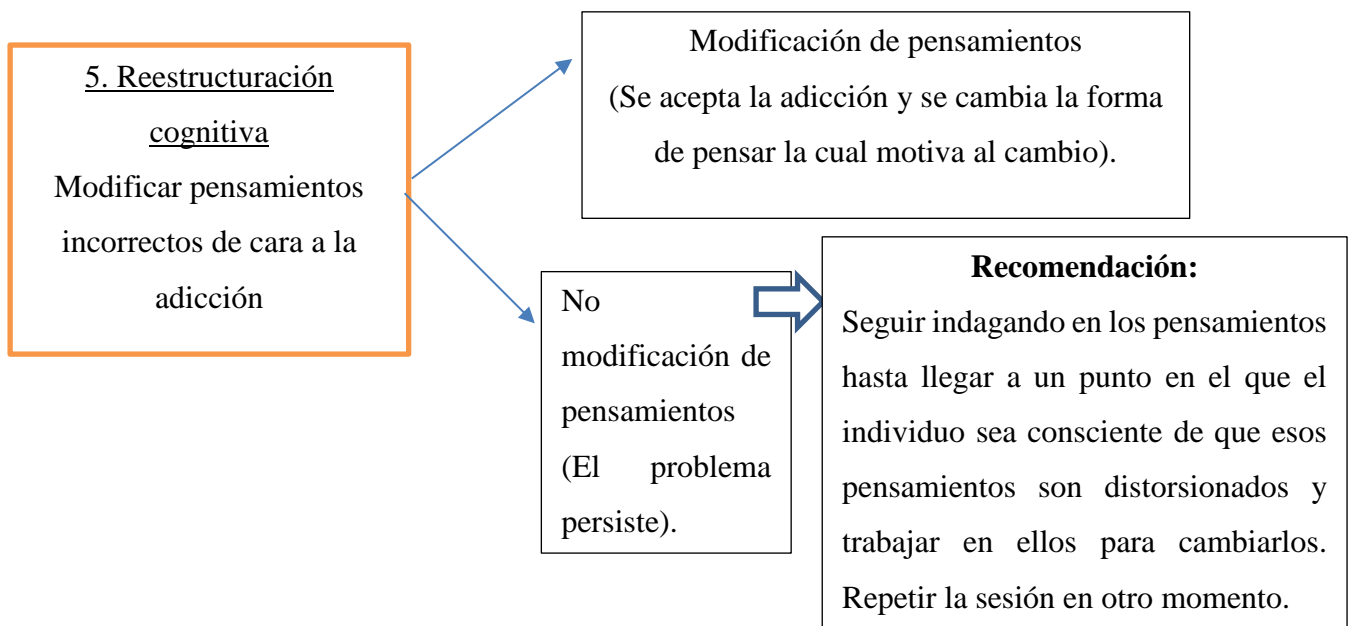 5. Reestructuración
cognitiva
Modificar pensamientos
incorrectos de cara a la
adicción
Modificación de pensamientos
(Se acepta la adicción y se cambia la forma
de pensar la cual motiva al cambio).
No
modificación de
pensamientos
(El problema
persiste).
Recomendación:
Seguir indagando en los pensamientos
hasta llegar a un punto en el que el
individuo sea consciente de que esos
pensamientos son distorsionados y
trabajar en ellos para cambiarlos.
Repetir la sesión en otro momento.